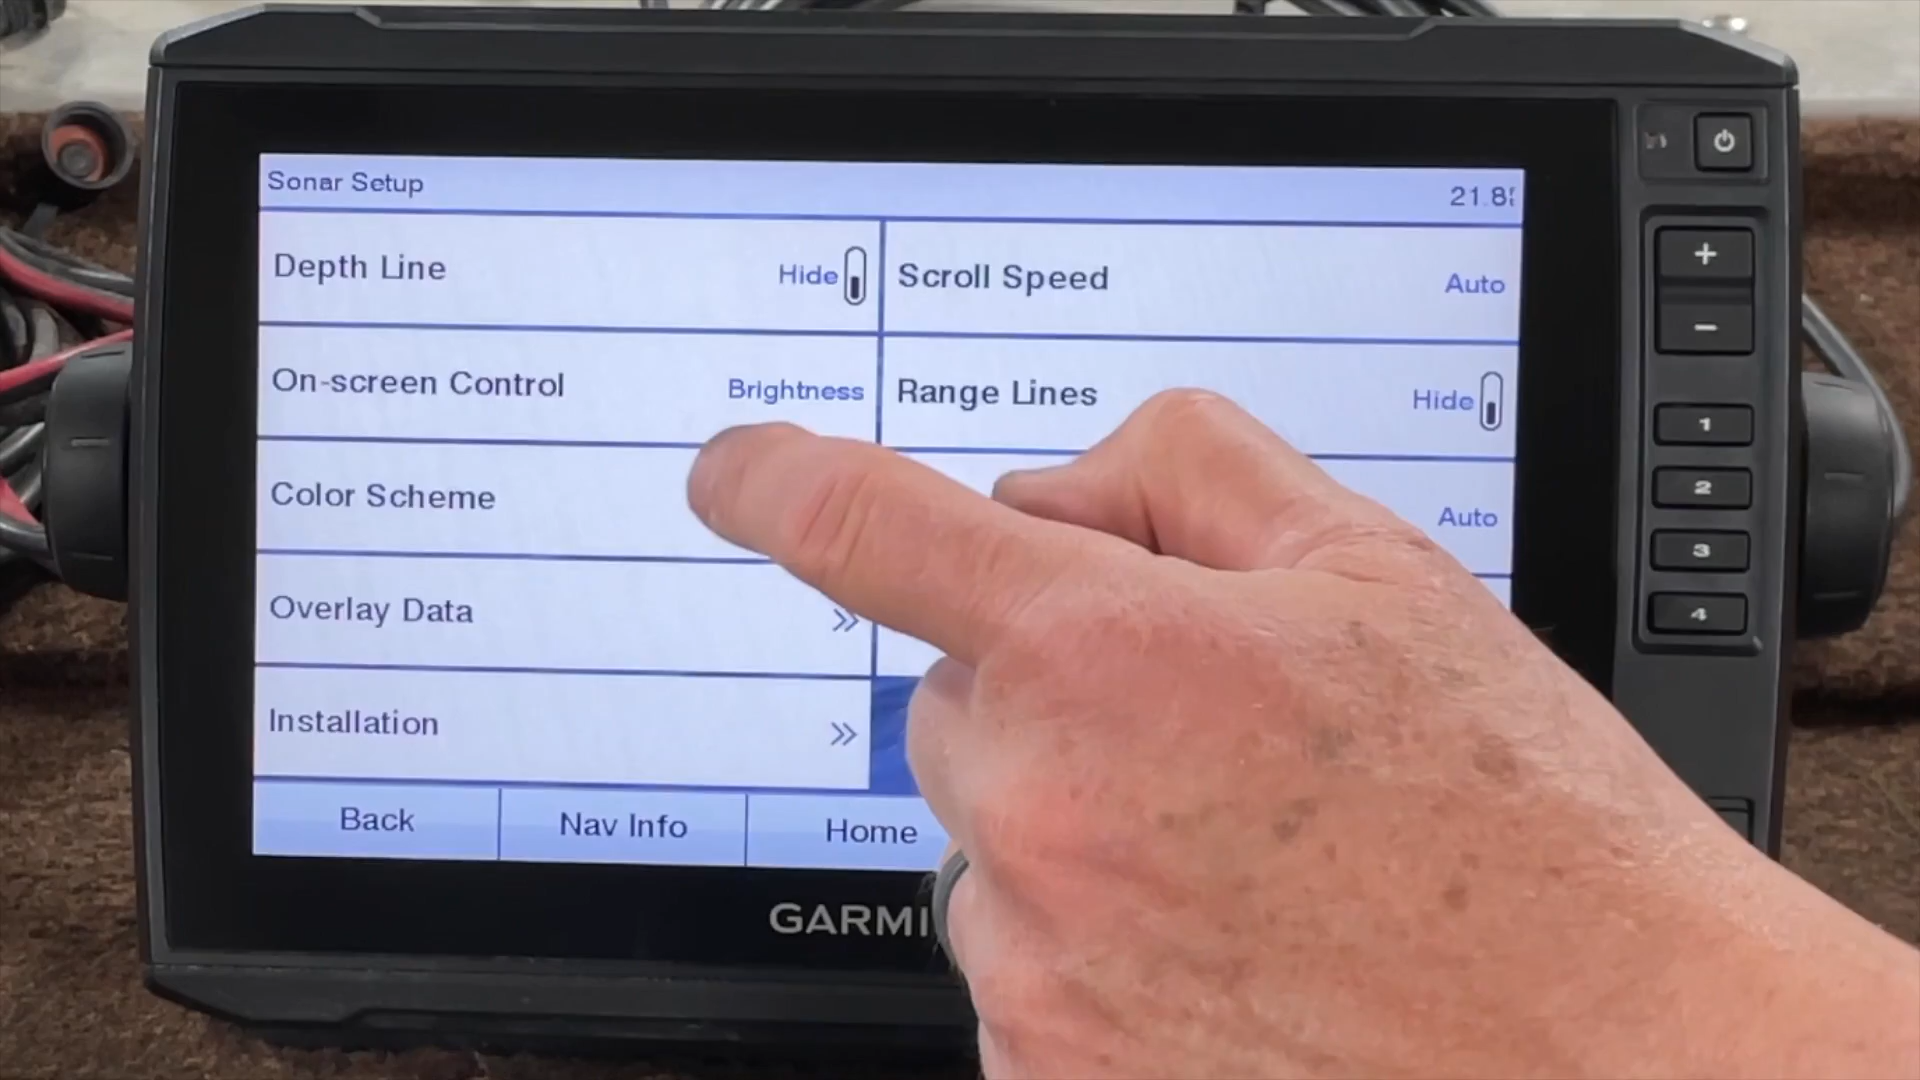 Sonar Setup
21.8
Depth Line Hide
Scroll Speed Auto
On-screen Control Brightness
Range Lines Hide
Color Scheme
Auto
Overlay Data
Installation
Back Nav Info Home
GARMI
+
−
1
2
3
4